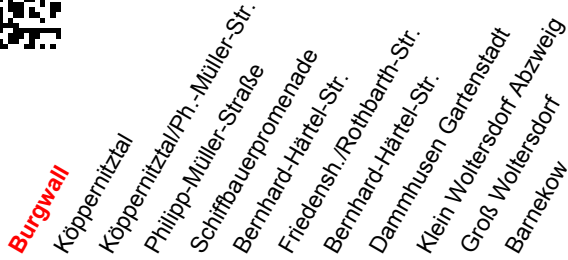 Burgwall
Köppernitztal
Köppernitztal/Ph.-Müller-Str.
Philipp-Müller-Straße
Schiffbauerpromenade
Bernhard-Härtel-Str.
Friedensh./Rothbarth-Str.
Bernhard-Härtel-Str.
Dammhusen Gartenstadt
Klein Woltersdorf Abzweig
Groß Woltersdorf
Barnekow